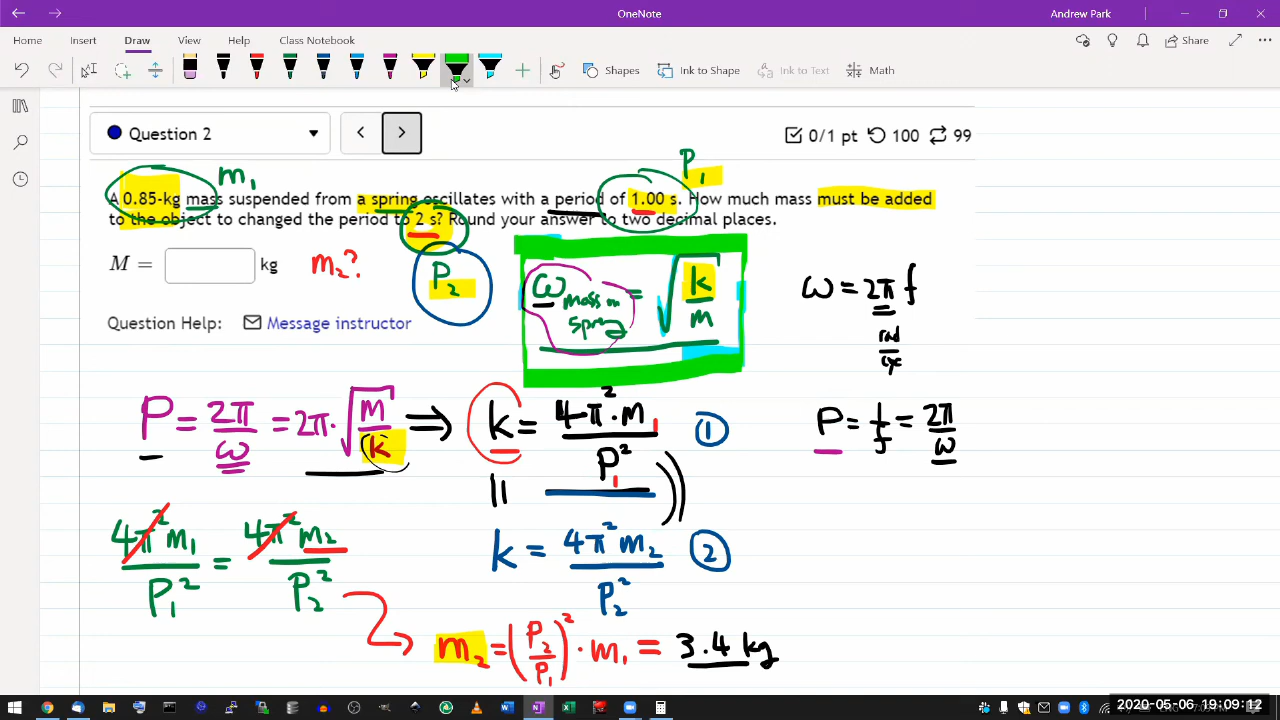 OneNote
Andrew Park
Home Insert Draw View Help Class Notebook
Share
Shapes Ink to Shape Ink to Text Math
Question 2
0/1 pt 100 99
m₁
P₁
A 0.85-kg mass suspended from a spring oscillates with a period of 1.00 s. How much mass must be added
to the object to changed the period to 2 s? Round your answer to two decimal places.
M = kg
m₂?
P₂
ω mass on spring = √(k/m)
ω = 2π f
rad/cyc
Question Help: Message instructor
P = 2π/ω = 2π·√(m/k) ⇒ k = 4π²·m₁/P₁² ①
P = 1/f = 2π/ω
||
4π²m₁/P₁² = 4π²m₂/P₂²
k = 4π²m₂/P₂² ②
m₂ = (P₂/P₁)²·m₁ = 3.4 kg
2020-05-06 19:09:12